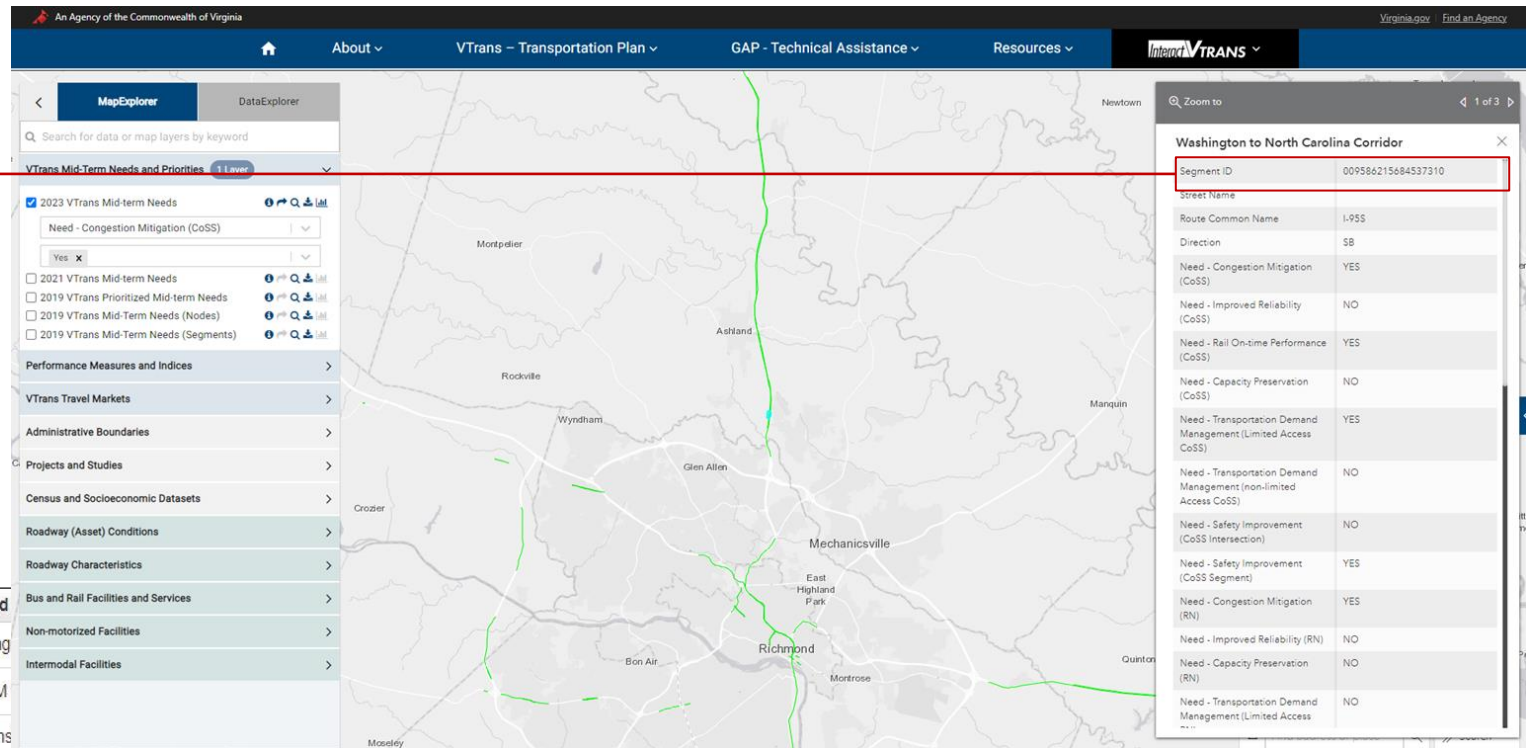 An Agency of the Commonwealth of Virginia
Virginia.gov | Find an Agency
About
VTrans – Transportation Plan
GAP - Technical Assistance
Resources
Interact VTRANS
MapExplorer
DataExplorer
Search for data or map layers by keyword
VTrans Mid-Term Needs and Priorities 1 Layer
2023 VTrans Mid-term Needs
Need - Congestion Mitigation (CoSS)
Yes x
2021 VTrans Mid-term Needs
2019 VTrans Prioritized Mid-term Needs
2019 VTrans Mid-Term Needs (Nodes)
2019 VTrans Mid-Term Needs (Segments)
Performance Measures and Indices
VTrans Travel Markets
Administrative Boundaries
Projects and Studies
Census and Socioeconomic Datasets
Roadway (Asset) Conditions
Roadway Characteristics
Bus and Rail Facilities and Services
Non-motorized Facilities
Intermodal Facilities
Newtown
Montpelier
Ashland
Rockville
Manquin
Wyndham
Glen Allen
Crozier
Mechanicsville
East
Highland
Park
Richmond
Bon Air
Quinton
Montrose
Moseley
Zoom to
1 of 3
Washington to North Carolina Corridor
Segment ID 009586215684537310
Street Name
Route Common Name I-95S
Direction SB
Need - Congestion Mitigation YES
(CoSS)
Need - Improved Reliability NO
(CoSS)
Need - Rail On-time Performance YES
(CoSS)
Need - Capacity Preservation NO
(CoSS)
Need - Transportation Demand YES
Management (Limited Access
CoSS)
Need - Transportation Demand NO
Management (non-limited
Access CoSS)
Need - Safety Improvement NO
(CoSS Intersection)
Need - Safety Improvement YES
(CoSS Segment)
Need - Congestion Mitigation YES
(RN)
Need - Improved Reliability (RN) NO
Need - Capacity Preservation NO
(RN)
Need - Transportation Demand NO
Management (Limited Access